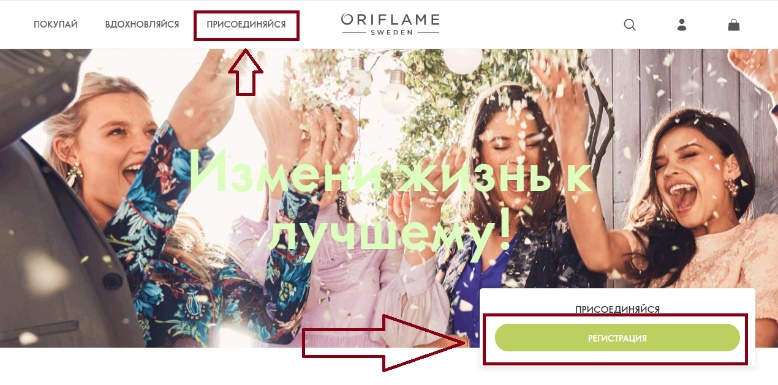 ПОКУПАЙ ВДОХНОВЛЯЙСЯ ПРИСОЕДИНЯЙСЯ ORIFLAME
SWEDEN
Измени жизнь к
лучшему!
ПРИСОЕДИНЯЙСЯ
РЕГИСТРАЦИЯ